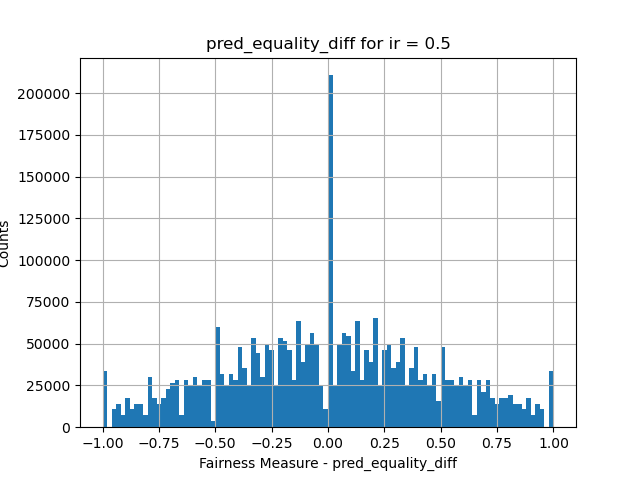 pred_equality_diff for ir = 0.5
200000
175000
150000
125000
100000
75000
50000
25000
0
Counts
−1.00 −0.75 −0.50 −0.25 0.00 0.25 0.50 0.75 1.00
Fairness Measure - pred_equality_diff